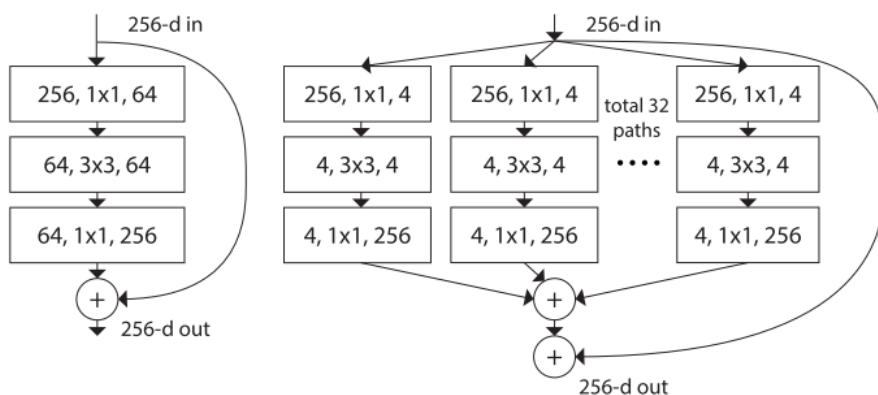 256-d in
256, 1x1, 64
64, 3x3, 64
64, 1x1, 256
+
256-d out
256-d in
256, 1x1, 4
256, 1x1, 4
256, 1x1, 4
total 32
paths
4, 3x3, 4
4, 3x3, 4
....
4, 3x3, 4
4, 1x1, 256
4, 1x1, 256
4, 1x1, 256
+
+
256-d out